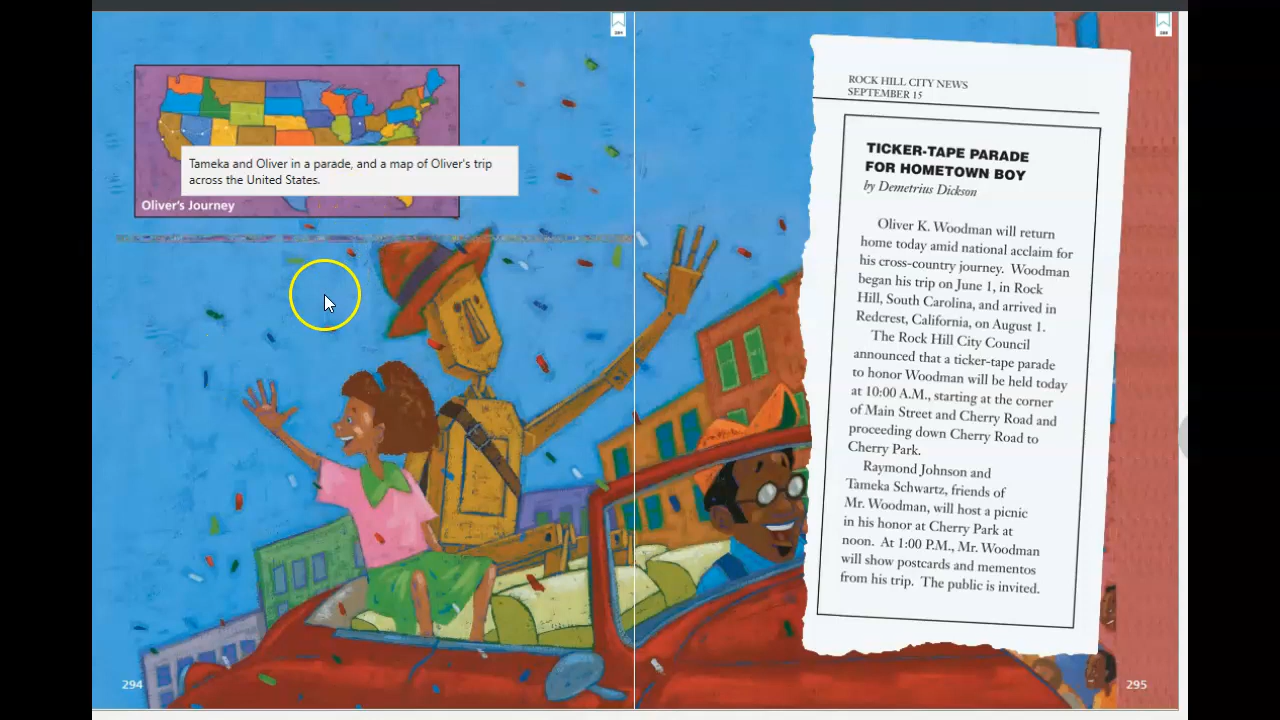 Tameka and Oliver in a parade, and a map of Oliver's trip
across the United States.
Oliver's Journey
294
ROCK HILL CITY NEWS
SEPTEMBER 15
TICKER-TAPE PARADE
FOR HOMETOWN BOY
by Demetrius Dickson
Oliver K. Woodman will return
home today amid national acclaim for
his cross-country journey. Woodman
began his trip on June 1, in Rock
Hill, South Carolina, and arrived in
Redcrest, California, on August 1.
The Rock Hill City Council
announced that a ticker-tape parade
to honor Woodman will be held today
at 10:00 A.M., starting at the corner
of Main Street and Cherry Road and
proceeding down Cherry Road to
Cherry Park.
Raymond Johnson and
Tameka Schwartz, friends of
Mr. Woodman, will host a picnic
in his honor at Cherry Park at
noon. At 1:00 P.M., Mr. Woodman
will show postcards and mementos
from his trip. The public is invited.
295